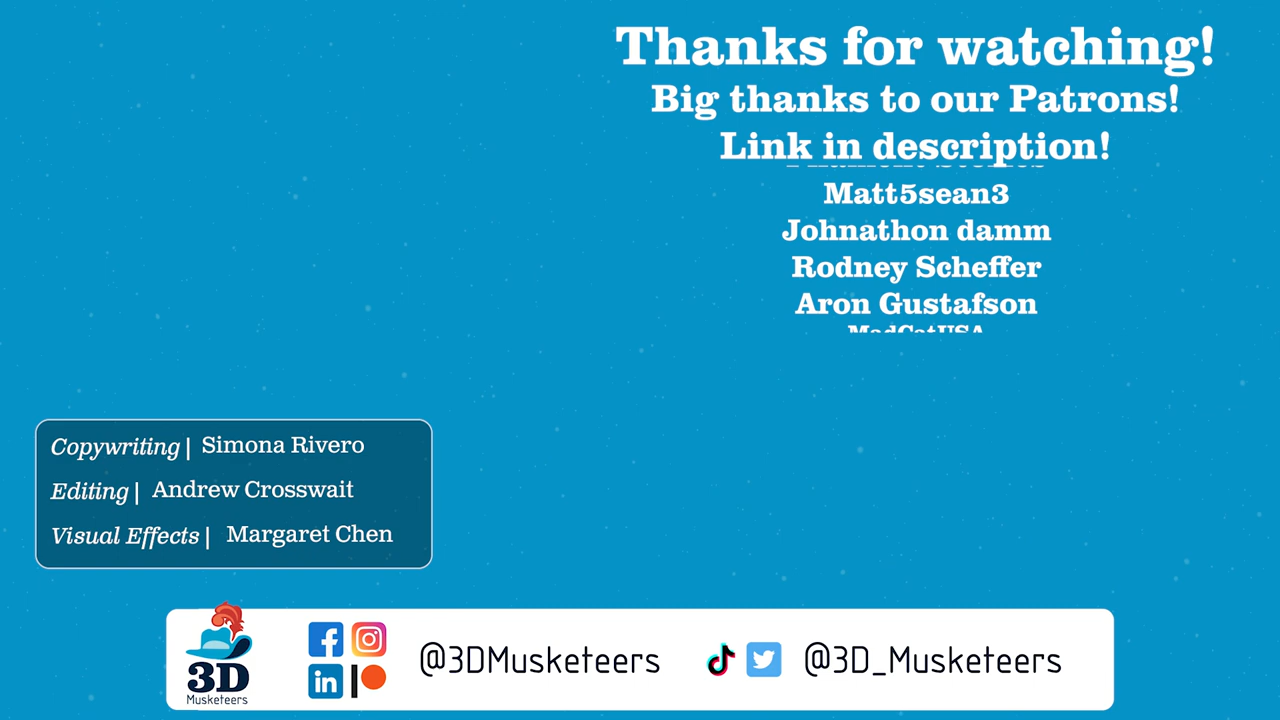 Thanks for watching!
Big thanks to our Patrons!
Link in description!
Matt5sean3
Johnathon damm
Rodney Scheffer
Aron Gustafson
MadCatUSA
Copywriting | Simona Rivero
Editing | Andrew Crosswait
Visual Effects | Margaret Chen
3D
Musketeers
@3DMusketeers
@3D_Musketeers